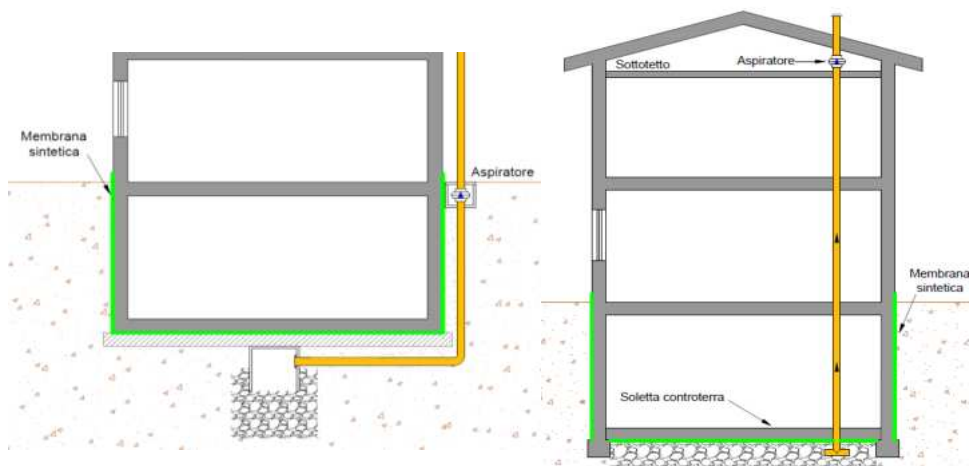 Membrana
sintetica
Aspiratore
Sottotetto
Aspiratore
Membrana
sintetica
Soletta controterra